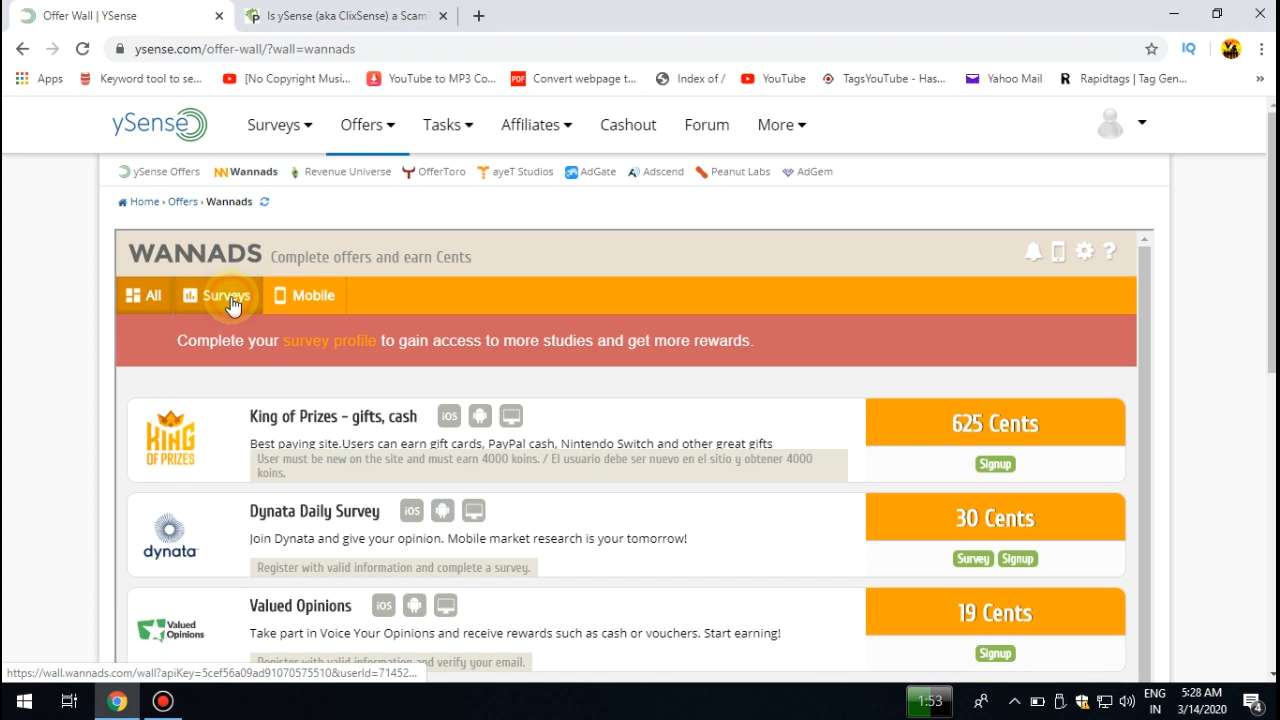 Offer Wall | YSense
Is ySense (aka ClixSense) a Scam?
ysense.com/offer-wall/?wall=wannads
IQ
Apps
Keyword tool to se...
[No Copyright Musi...
YouTube to MP3 Co...
PDF
Convert webpage t...
Index of /
YouTube
TagsYouTube - Has...
Yahoo Mail
Rapidtags | Tag Gen...
»
ySense
Surveys
Offers
Tasks
Affiliates
Cashout
Forum
More
ySense Offers
Wannads
Revenue Universe
OfferToro
ayeT Studios
AdGate
Adscend
Peanut Labs
AdGem
Home › Offers › Wannads
WANNADS Complete offers and earn Cents
All
Surveys
Mobile
Complete your survey profile to gain access to more studies and get more rewards.
KING OF PRIZES
King of Prizes - gifts, cash
iOS
Best paying site.Users can earn gift cards, PayPal cash, Nintendo Switch and other great gifts
User must be new on the site and must earn 4000 koins. / El usuario debe ser nuevo en el sitio y obtener 4000
koins.
625 Cents
Signup
dynata
Dynata Daily Survey
iOS
Join Dynata and give your opinion. Mobile market research is your tomorrow!
Register with valid information and complete a survey.
30 Cents
Survey Signup
Valued Opinions
Valued Opinions
iOS
Take part in Voice Your Opinions and receive rewards such as cash or vouchers. Start earning!
Register with valid information and verify your email.
19 Cents
Signup
https://wall.wannads.com/wall?apiKey=5cef56a09ad91070575510&userId=71452...
1:53
ENG
IN
5:28 AM
3/14/2020
4